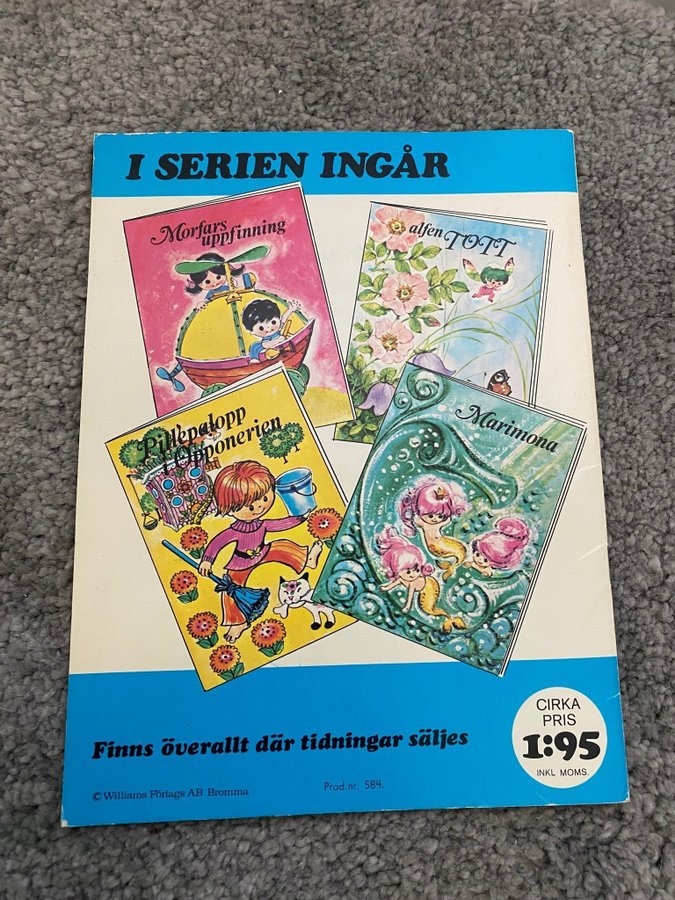 I SERIEN INGÅR
Morfars
uppfinning
alfen TOTT
Pillepalopp
i Opponerien
Marimona
Finns överallt där tidningar säljes
CIRKA
PRIS
1:95
INKL MOMS.
© Williams Förlags AB Bromma
Prod.nr. 584.